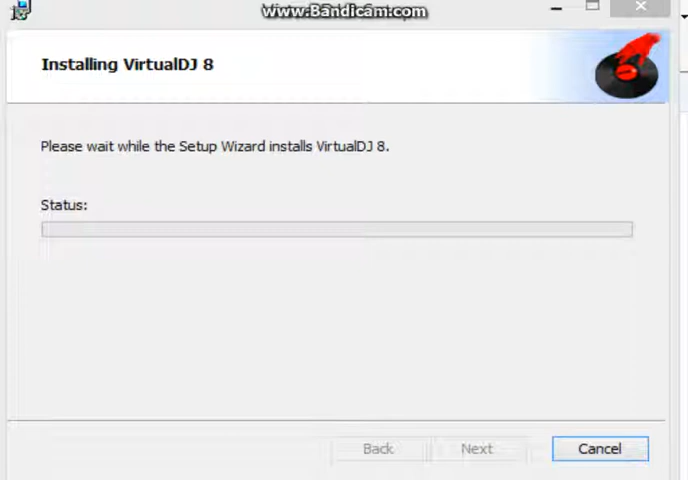 www.Bandicam.com
Installing VirtualDJ 8
Please wait while the Setup Wizard installs VirtualDJ 8.
Status:
Back
Next
Cancel